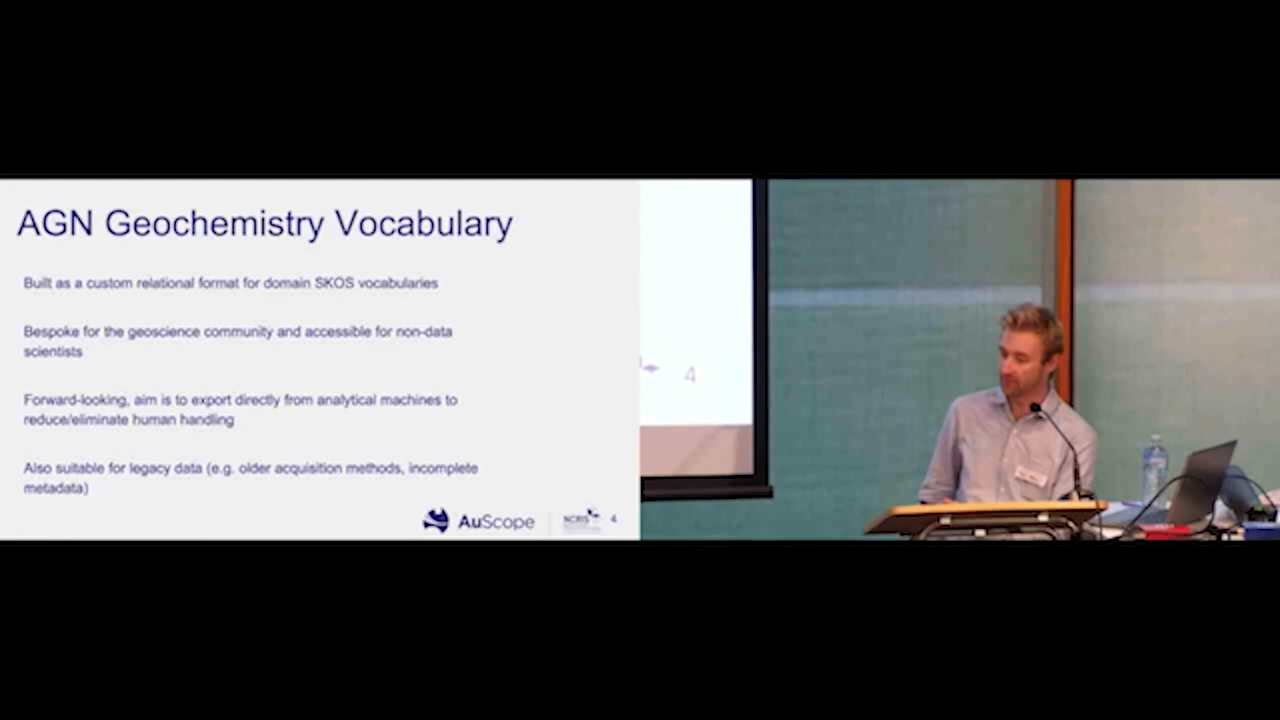 AGN Geochemistry Vocabulary
Built as a custom relational format for domain SKOS vocabularies
Bespoke for the geoscience community and accessible for non-data
scientists
Forward-looking, aim is to export directly from analytical machines to
reduce/eliminate human handling
Also suitable for legacy data (e.g. older acquisition methods, incomplete
metadata)
AuScope
NCRIS
4
4